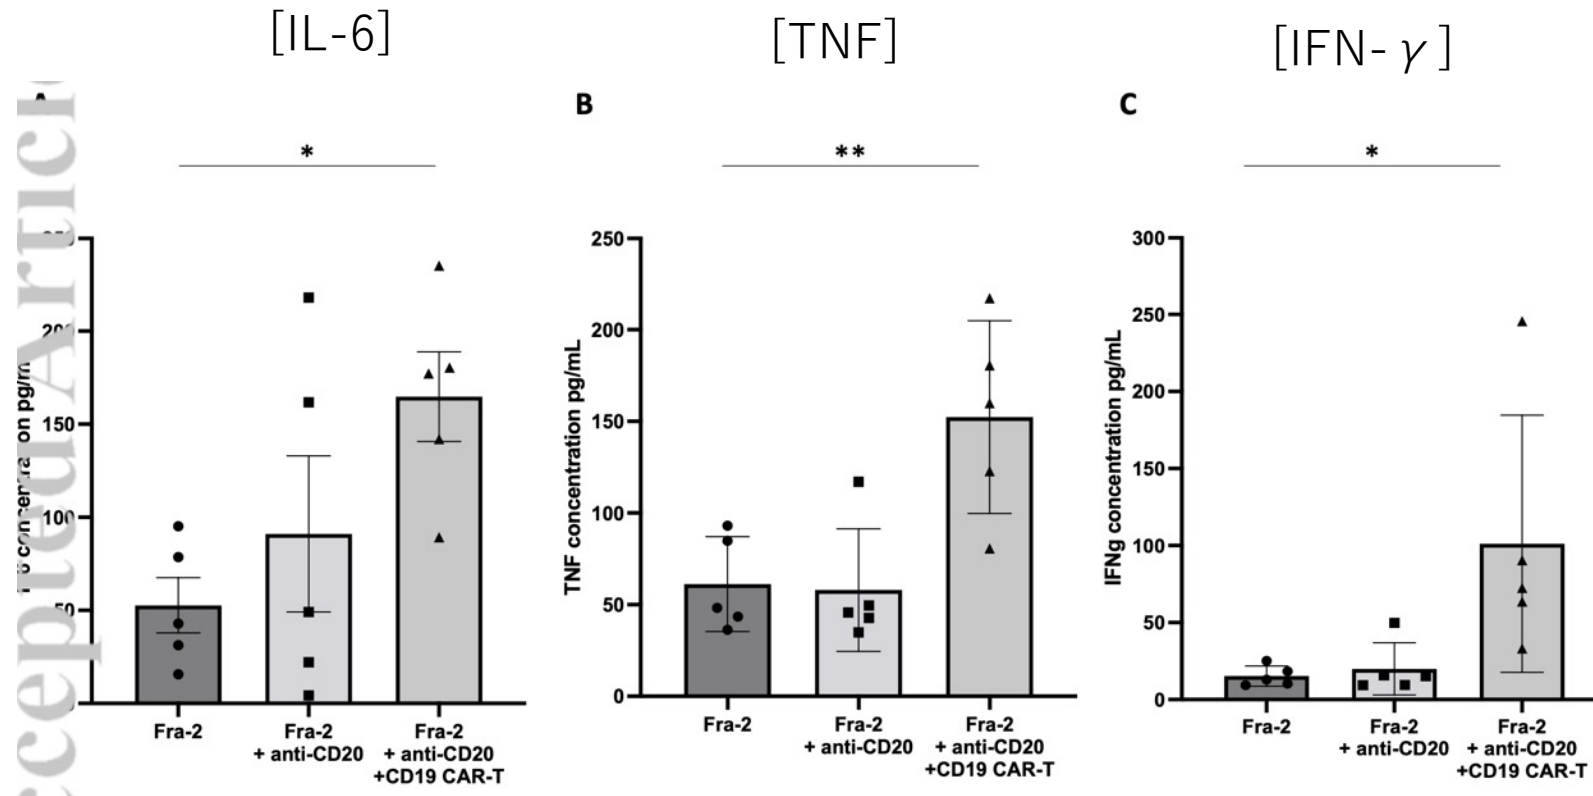 [IL-6]
[TNF]
[IFN-γ]
B
C
*
**
*
200
150
100
50
Fra-2
Fra-2
+ anti-CD20
Fra-2
+ anti-CD20
+CD19 CAR-T
TNF concentration pg/mL
250
200
150
100
50
0
Fra-2
Fra-2
+ anti-CD20
Fra-2
+ anti-CD20
+CD19 CAR-T
IFNg concentration pg/mL
300
250
200
150
100
50
0
Fra-2
Fra-2
+ anti-CD20
Fra-2
+ anti-CD20
+CD19 CAR-T